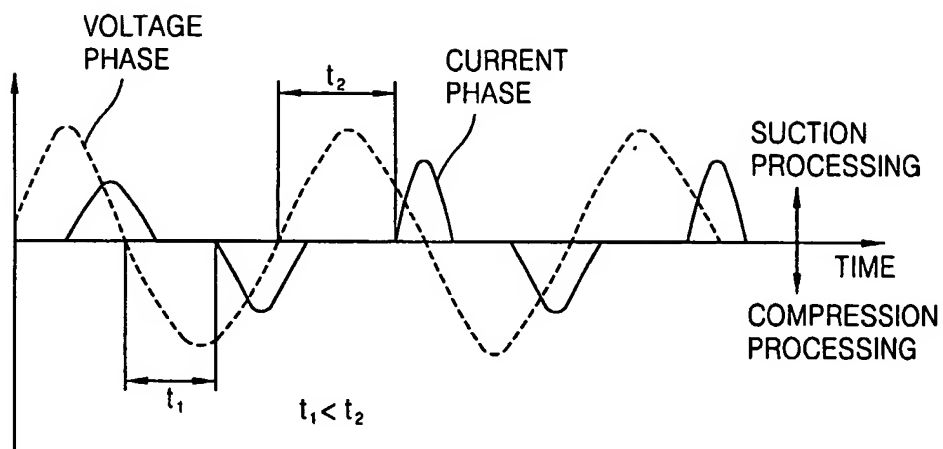 VOLTAGE
PHASE
t₂
CURRENT
PHASE
SUCTION
PROCESSING
TIME
COMPRESSION
PROCESSING
t₁
t₁ < t₂